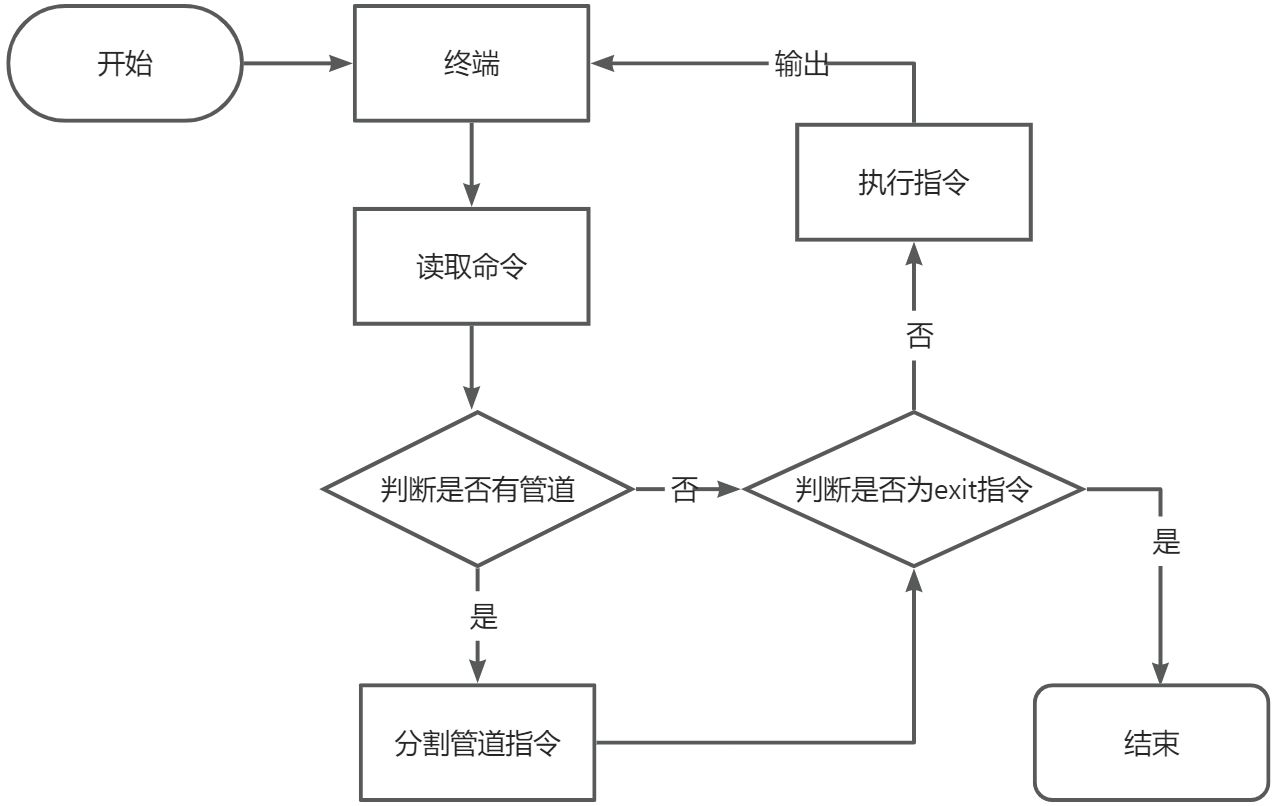 开始
终端
输出
执行指令
读取命令
否
判断是否有管道
否
判断是否为exit指令
是
是
分割管道指令
结束